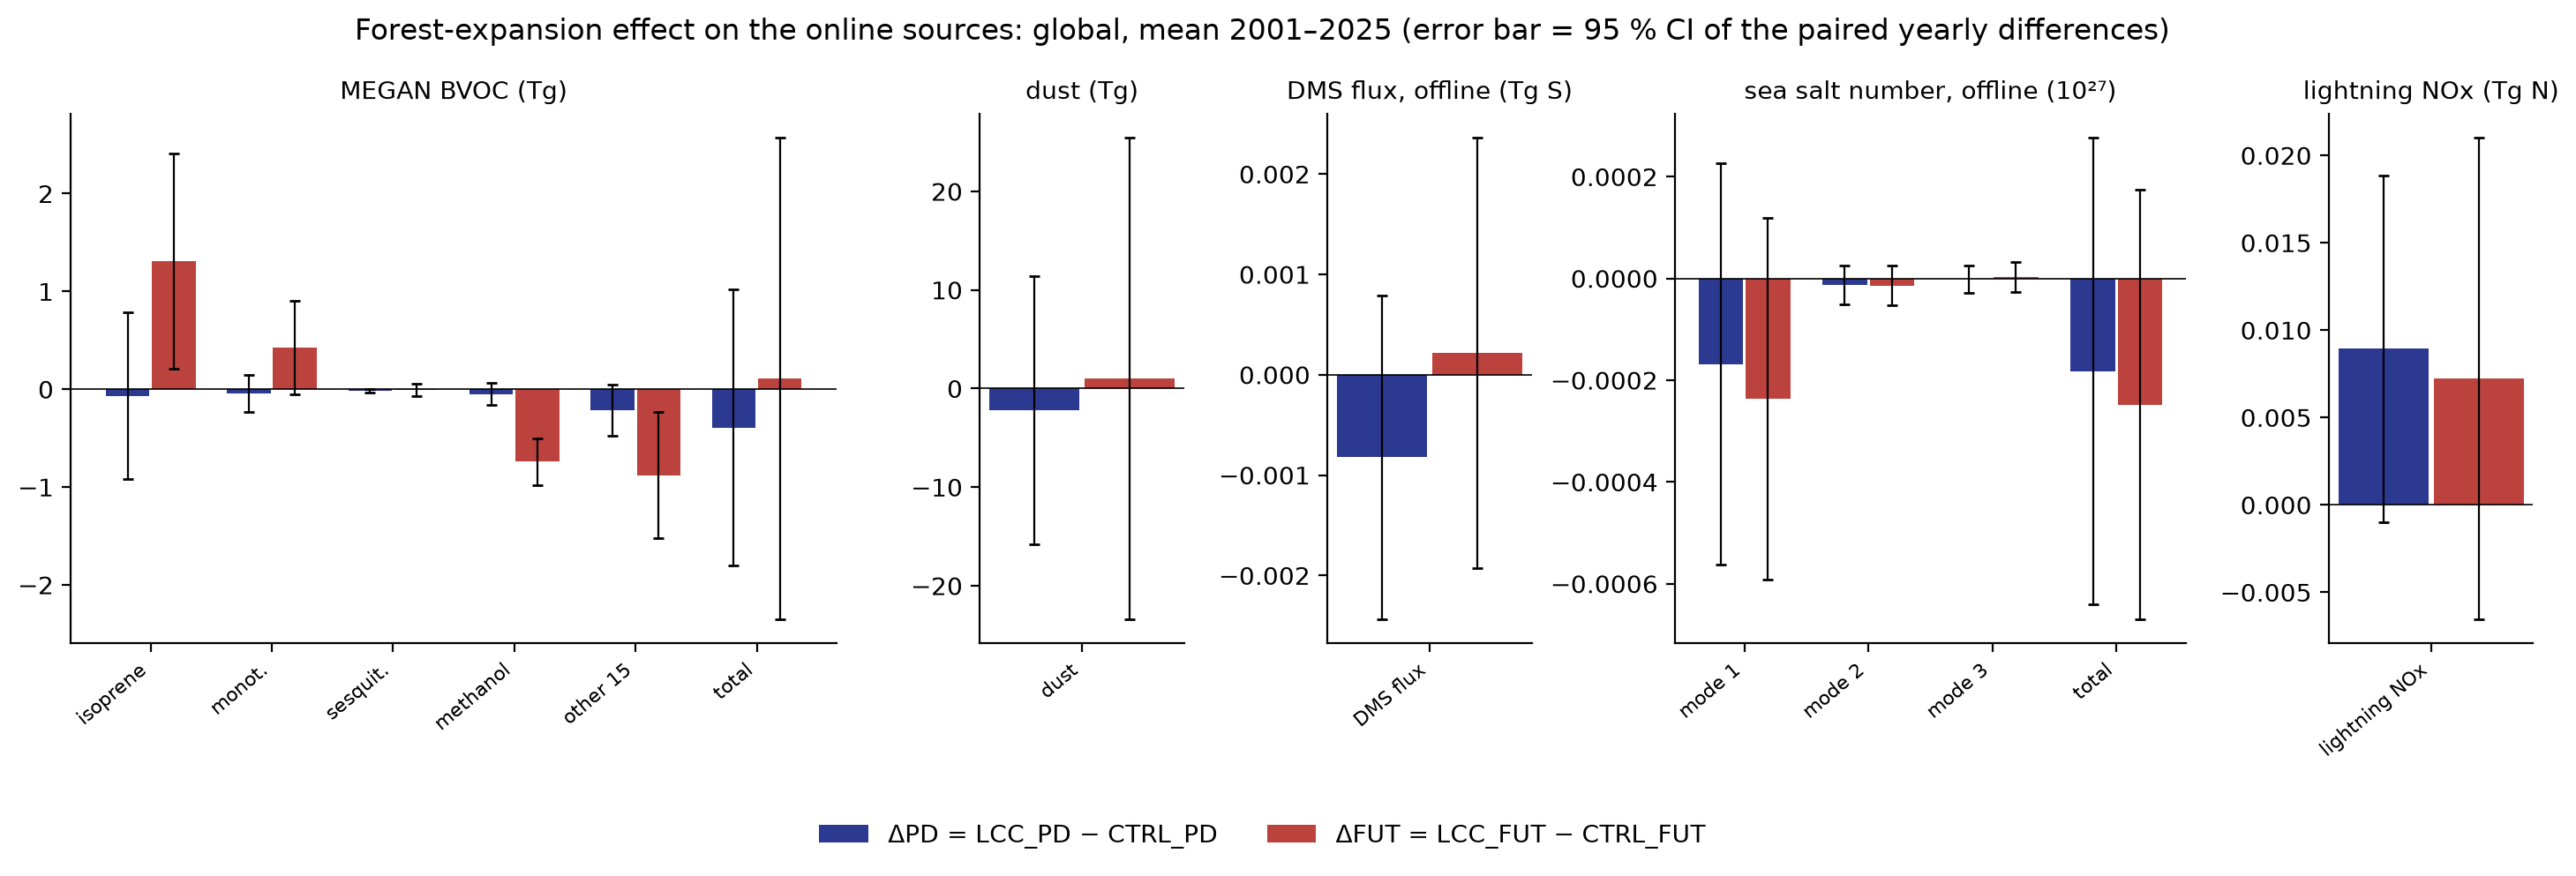 Forest-expansion effect on the online sources: global, mean 2001–2025 (error bar = 95 % CI of the paired yearly differences)
MEGAN BVOC (Tg)
2
1
0
−1
−2
isoprene
monot.
sesquit.
methanol
other 15
total
dust (Tg)
20
10
0
−10
−20
dust
DMS flux, offline (Tg S)
0.002
0.001
0.000
−0.001
−0.002
DMS flux
sea salt number, offline (10²⁷)
0.0002
0.0000
−0.0002
−0.0004
−0.0006
mode 1
mode 2
mode 3
total
lightning NOx (Tg N)
0.020
0.015
0.010
0.005
0.000
−0.005
lightning NOx
ΔPD = LCC_PD − CTRL_PD
ΔFUT = LCC_FUT − CTRL_FUT